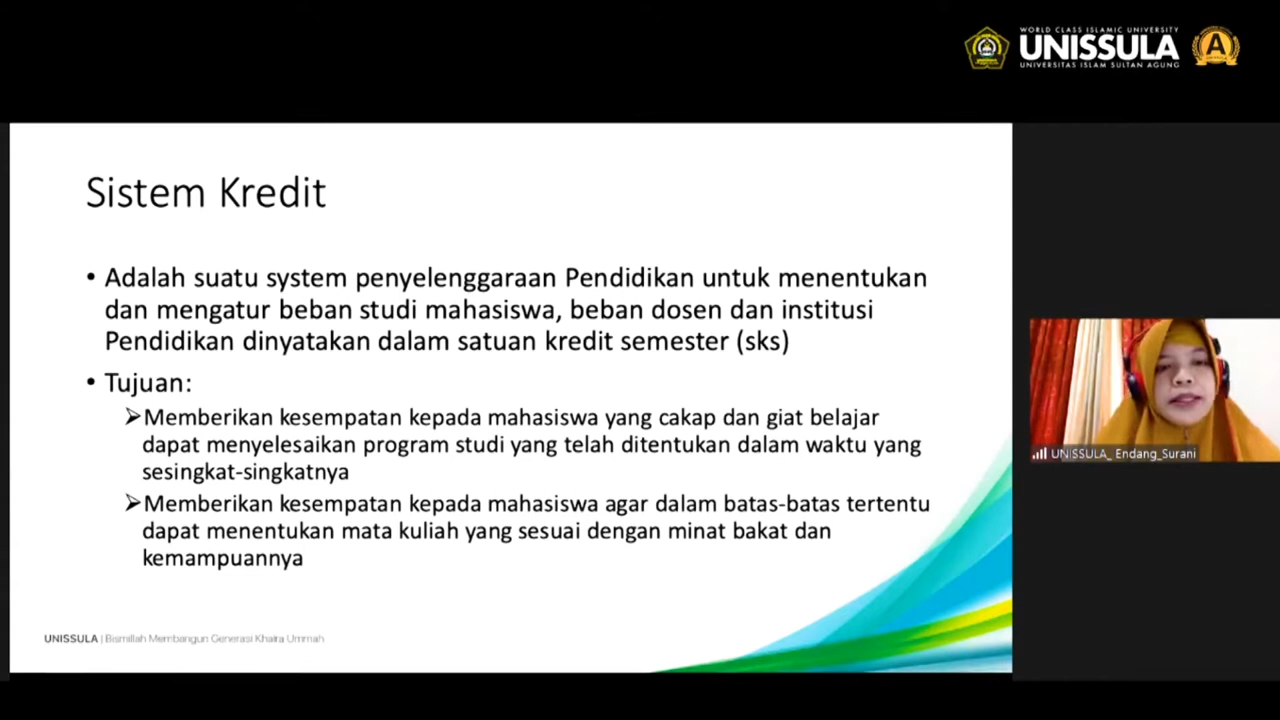 WORLD CLASS ISLAMIC UNIVERSITY
UNISSULA
UNIVERSITAS ISLAM SULTAN AGUNG
A
Sistem Kredit
• Adalah suatu system penyelenggaraan Pendidikan untuk menentukan
dan mengatur beban studi mahasiswa, beban dosen dan institusi
Pendidikan dinyatakan dalam satuan kredit semester (sks)
• Tujuan:
➢Memberikan kesempatan kepada mahasiswa yang cakap dan giat belajar
dapat menyelesaikan program studi yang telah ditentukan dalam waktu yang
sesingkat-singkatnya
➢Memberikan kesempatan kepada mahasiswa agar dalam batas-batas tertentu
dapat menentukan mata kuliah yang sesuai dengan minat bakat dan
kemampuannya
UNISSULA_ Endang_Surani
UNISSULA | Bismillah Membangun Generasi Khaira Ummah